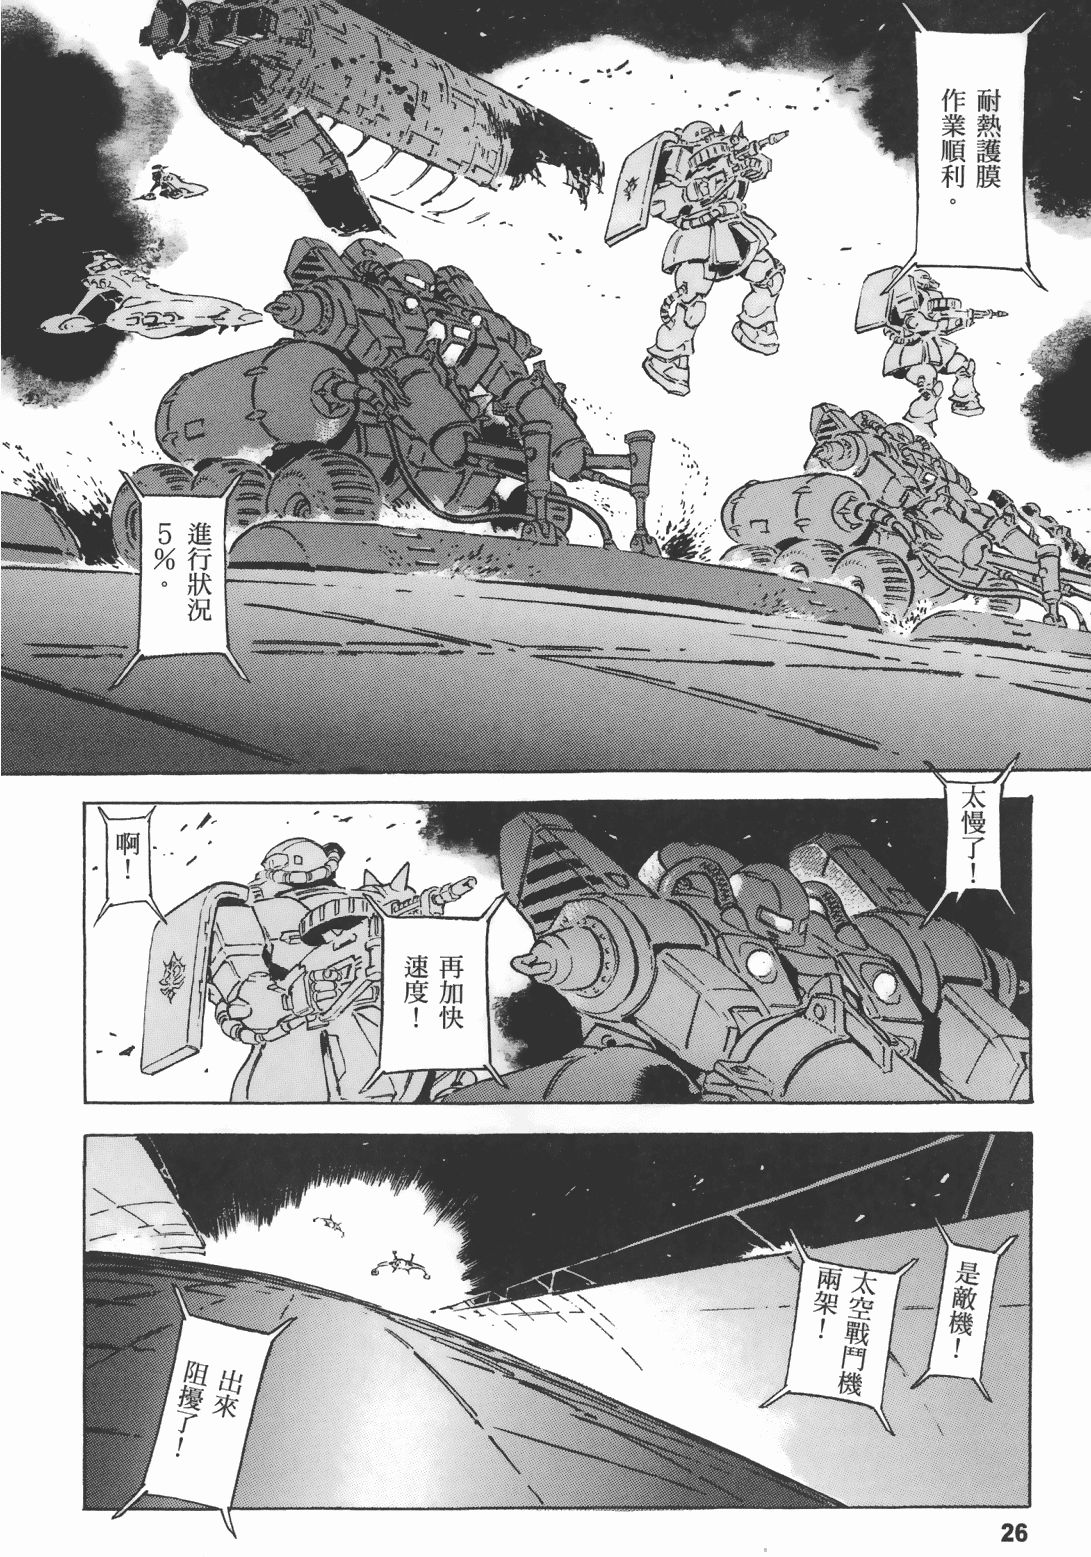 耐熱護膜
作業順利。
進行狀況
5%。
太慢了！
再加快
速度！
啊！
是敵機！
太空戰鬥機
兩架！
出來
阻擾了！
26